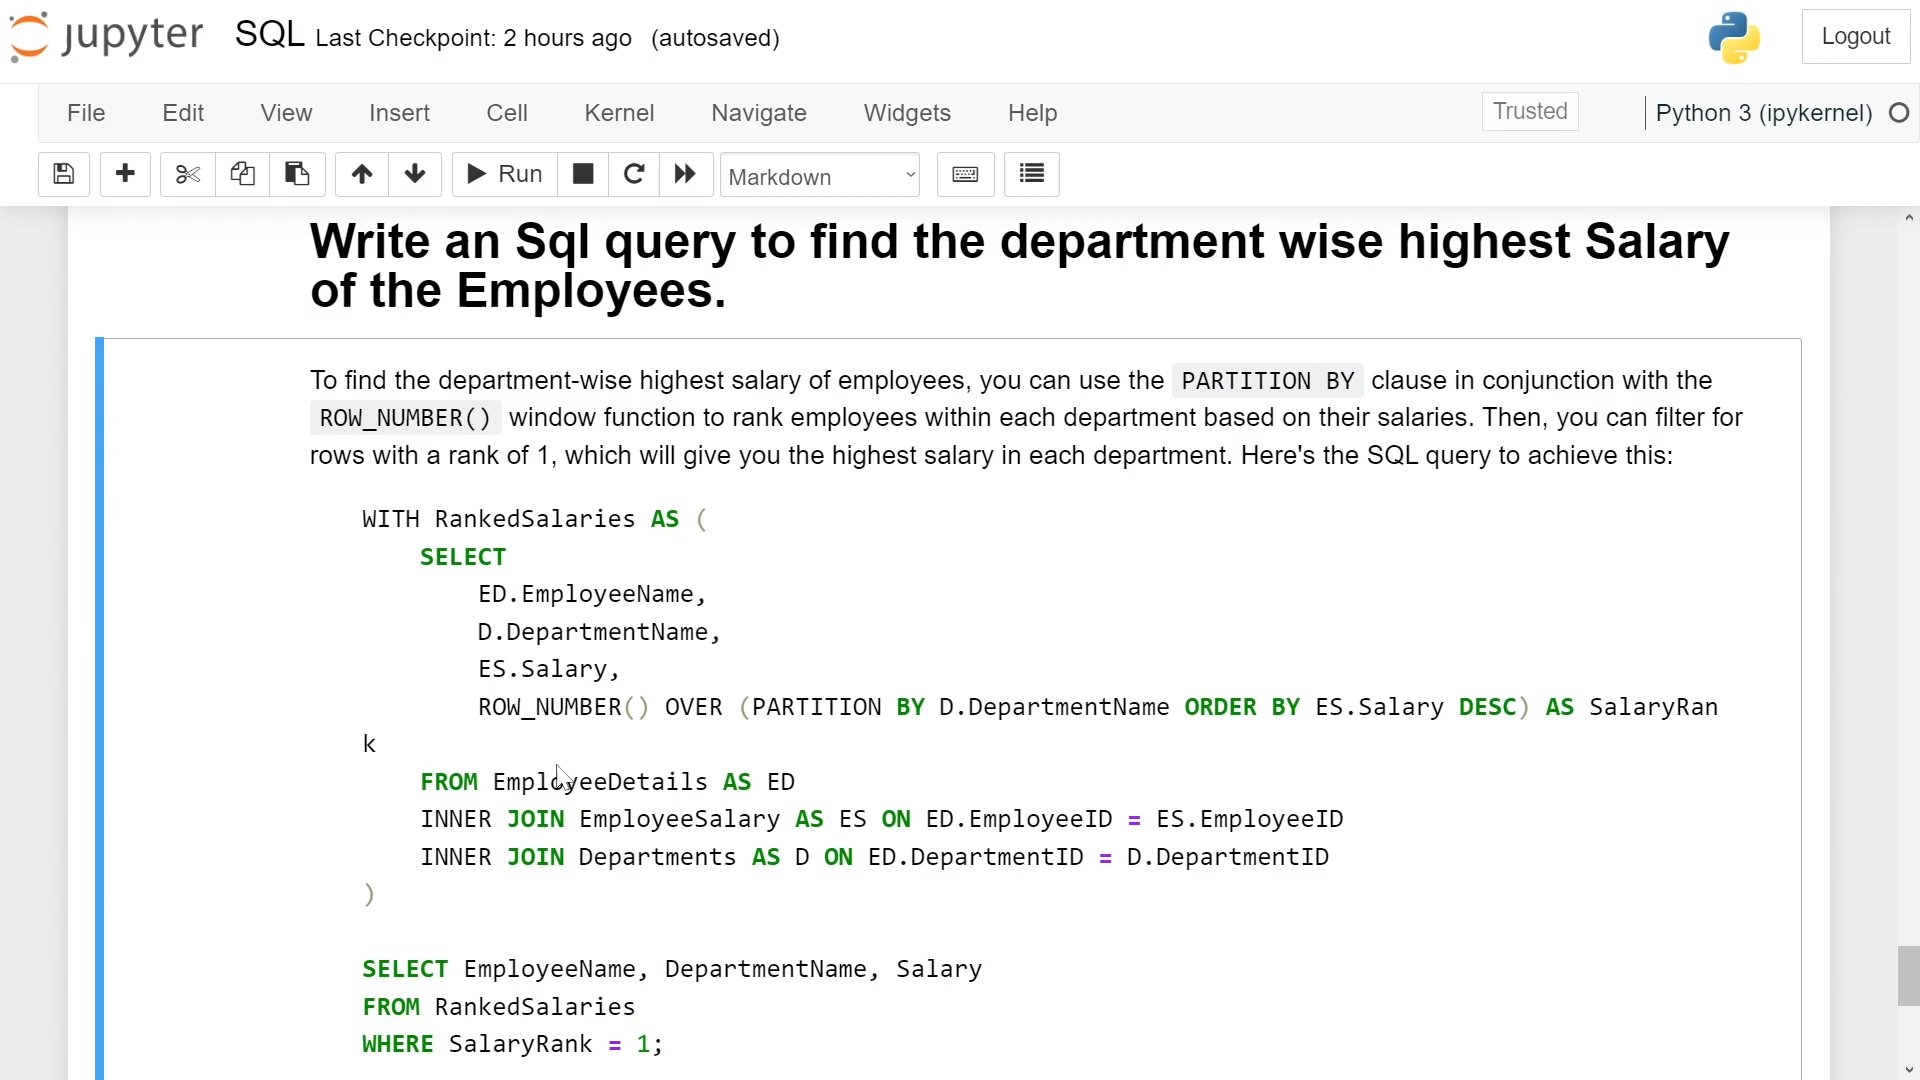 jupyter SQL Last Checkpoint: 2 hours ago (autosaved) Logout
File Edit View Insert Cell Kernel Navigate Widgets Help Trusted Python 3 (ipykernel)
Run Markdown
Write an Sql query to find the department wise highest Salary
of the Employees.
To find the department-wise highest salary of employees, you can use the PARTITION BY clause in conjunction with the
ROW_NUMBER() window function to rank employees within each department based on their salaries. Then, you can filter for
rows with a rank of 1, which will give you the highest salary in each department. Here's the SQL query to achieve this:
WITH RankedSalaries AS (
SELECT
ED.EmployeeName,
D.DepartmentName,
ES.Salary,
ROW_NUMBER() OVER (PARTITION BY D.DepartmentName ORDER BY ES.Salary DESC) AS SalaryRan
k
FROM EmployeeDetails AS ED
INNER JOIN EmployeeSalary AS ES ON ED.EmployeeID = ES.EmployeeID
INNER JOIN Departments AS D ON ED.DepartmentID = D.DepartmentID
)
SELECT EmployeeName, DepartmentName, Salary
FROM RankedSalaries
WHERE SalaryRank = 1;